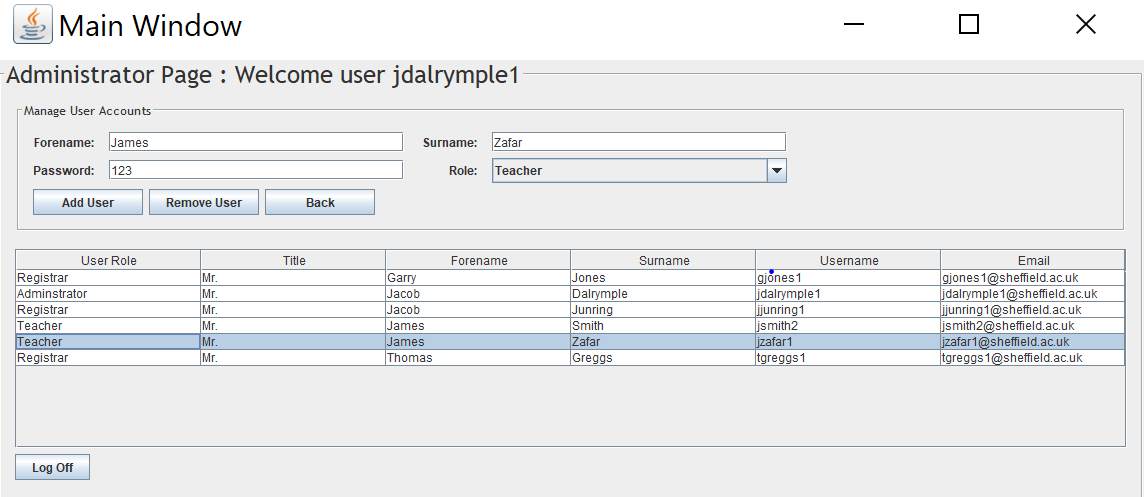 Main Window
Administrator Page : Welcome user jdalrymple1
Manage User Accounts
Forename: James Surname: Zafar
Password: 123 Role: Teacher
Add User Remove User Back
User Role Title Forename Surname Username Email
Registrar Mr. Garry Jones gjones1 gjones1@sheffield.ac.uk
Adminstrator Mr. Jacob Dalrymple jdalrymple1 jdalrymple1@sheffield.ac.uk
Registrar Mr. Jacob Junring jjunring1 jjunring1@sheffield.ac.uk
Teacher Mr. James Smith jsmith2 jsmith2@sheffield.ac.uk
Teacher Mr. James Zafar jzafar1 jzafar1@sheffield.ac.uk
Registrar Mr. Thomas Greggs tgreggs1 tgreggs1@sheffield.ac.uk
Log Off